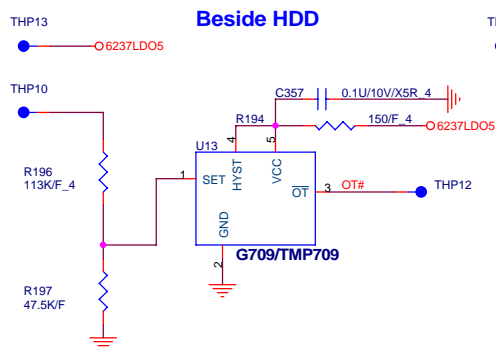 Beside HDD
THP13
TH
6237LDO5
THP10
C357 0.1U/10V/X5R_4
R194 150/F_4
6237LDO5
U13
4
5
R196
113K/F_4
1
SET
HYST
VCC
OT
3
OT#
THP12
GND
2
G709/TMP709
R197
47.5K/F